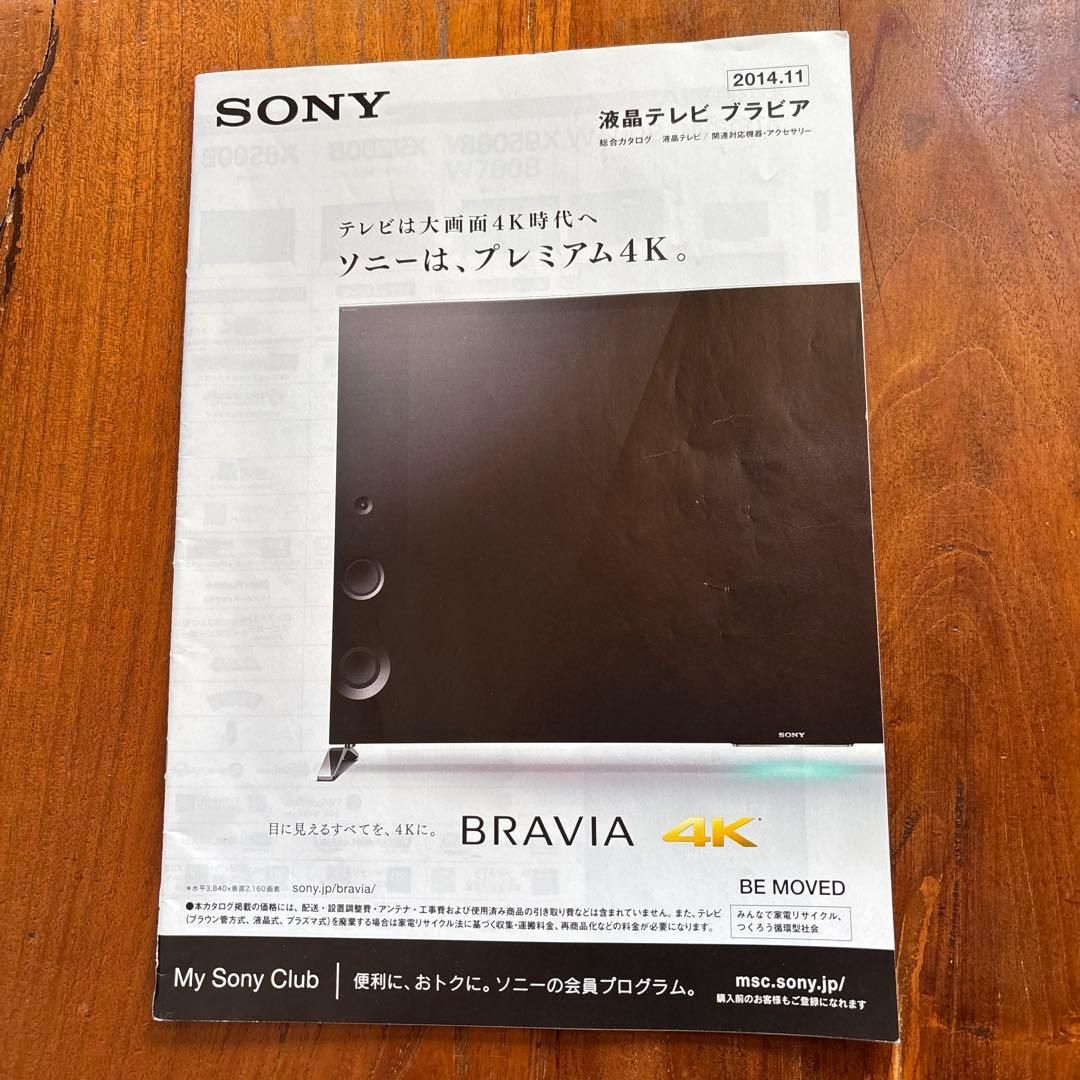 SONY
2014.11
液晶テレビ ブラビア
総合カタログ 液晶テレビ / 関連対応機器・アクセサリー
テレビは大画面4K時代へ
ソニーは、プレミアム4K。
SONY
目に見えるすべてを、4Kに。 BRAVIA 4K*
*水平3,840×垂直2,160画素 sony.jp/bravia/
BE MOVED
●本カタログ掲載の価格には、配送・設置調整費・アンテナ・工事費および使用済み商品の引き取り費などは含まれていません。また、テレビ
(ブラウン管方式、液晶式、プラズマ式)を廃棄する場合は家電リサイクル法に基づく収集・運搬料金、再商品化などの料金が必要になります。
みんなで家電リサイクル、
つくろう循環型社会
My Sony Club 便利に、おトクに。ソニーの会員プログラム。
msc.sony.jp/
購入前のお客様もご登録になれます